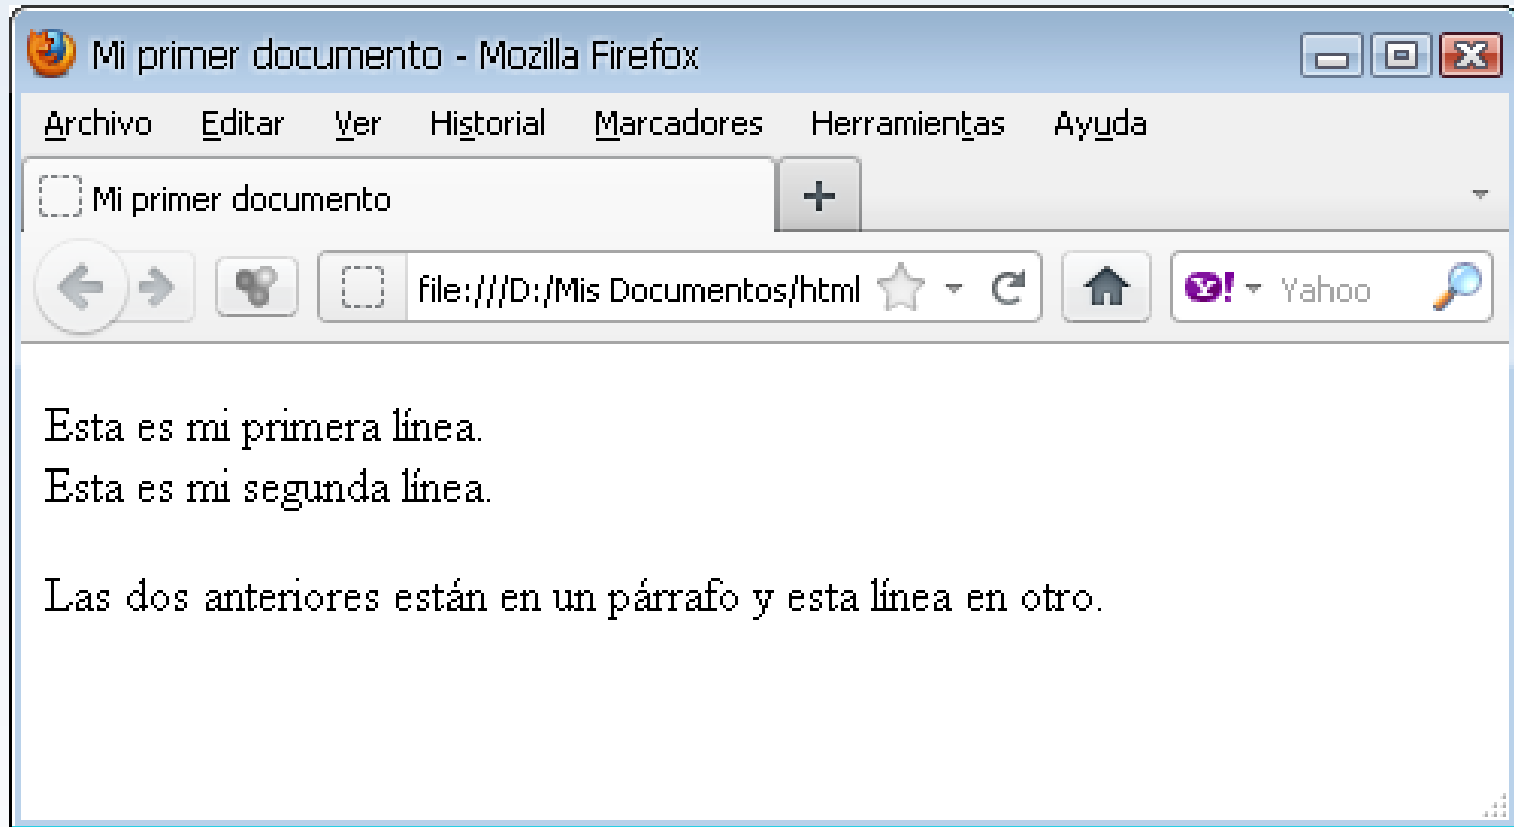 Mi primer documento - Mozilla Firefox
Archivo Editar Ver Historial Marcadores Herramientas Ayuda
Mi primer documento
file:///D:/Mis Documentos/html
Y! Yahoo
Esta es mi primera línea.
Esta es mi segunda línea.
Las dos anteriores están en un párrafo y esta línea en otro.